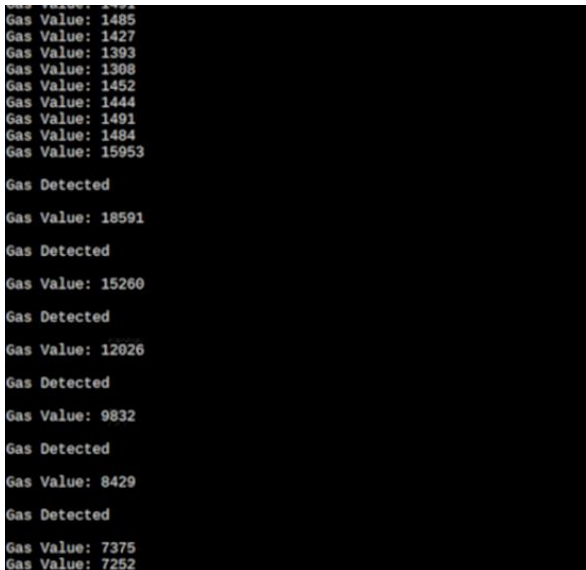 Gas Value: 1491
Gas Value: 1485
Gas Value: 1427
Gas Value: 1393
Gas Value: 1308
Gas Value: 1452
Gas Value: 1444
Gas Value: 1491
Gas Value: 1484
Gas Value: 15953
Gas Detected
Gas Value: 18591
Gas Detected
Gas Value: 15260
Gas Detected
Gas Value: 12026
Gas Detected
Gas Value: 9832
Gas Detected
Gas Value: 8429
Gas Detected
Gas Value: 7375
Gas Value: 7252